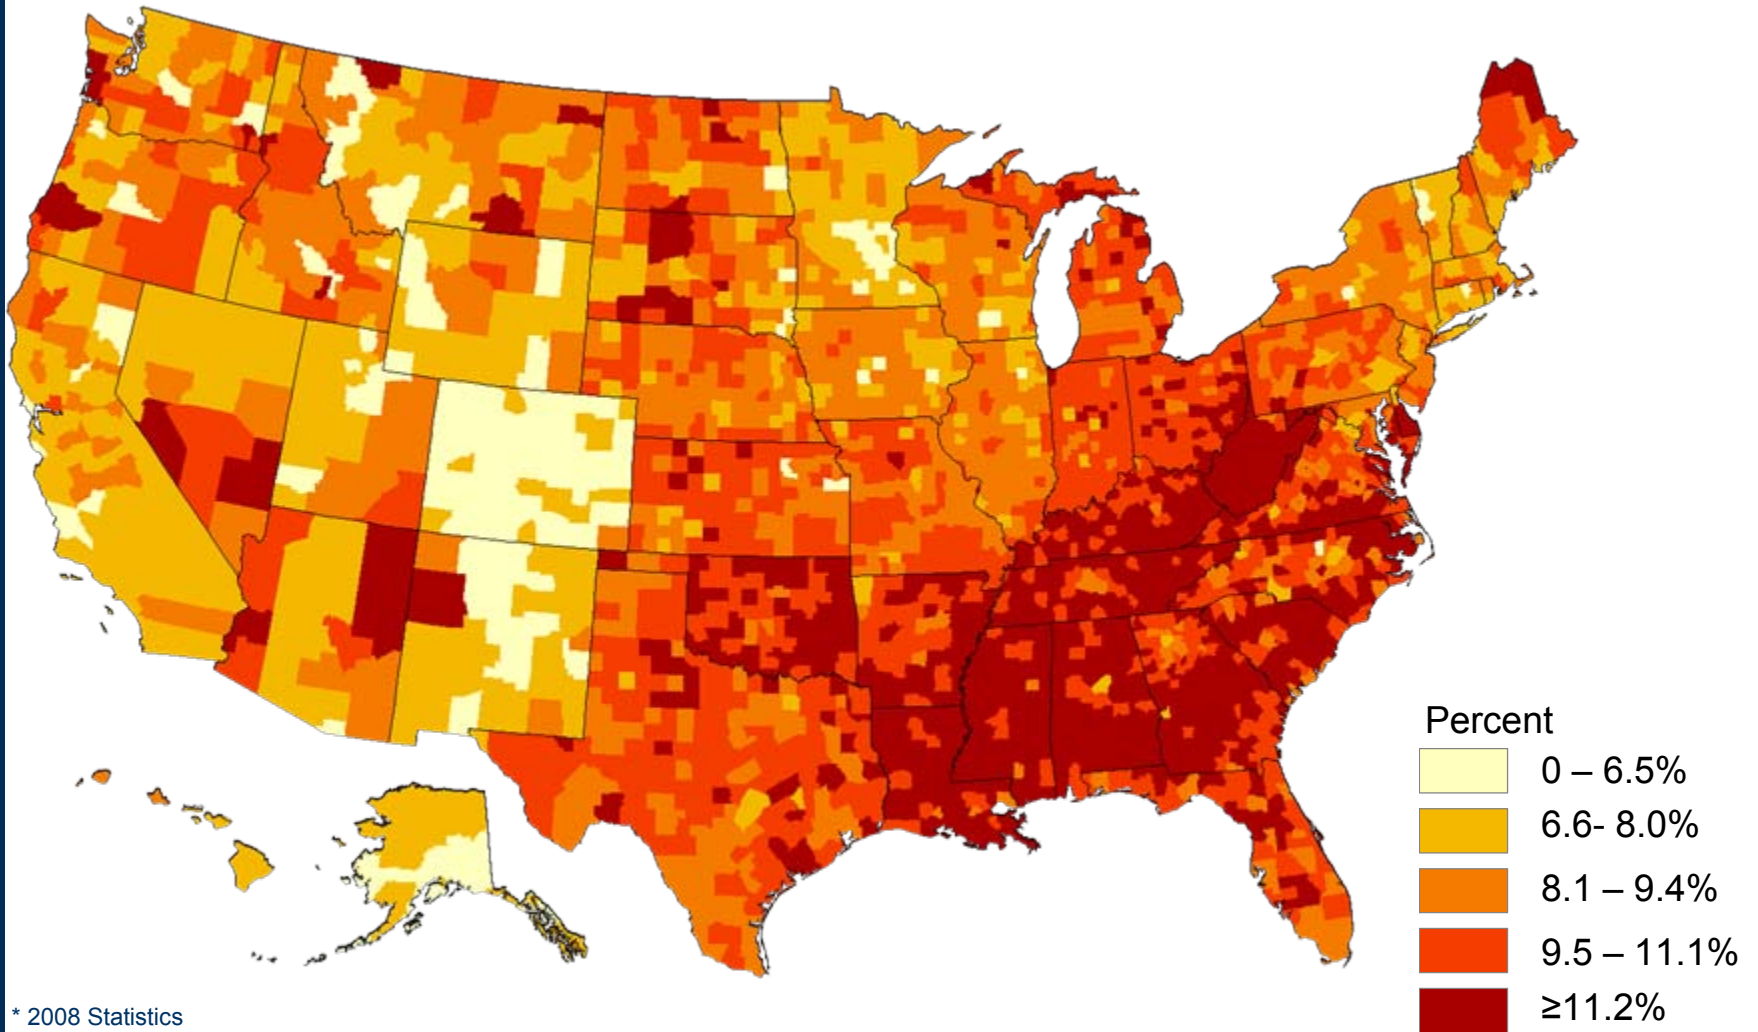 Percent
0 – 6.5%
6.6- 8.0%
8.1 – 9.4%
9.5 – 11.1%
≥11.2%
* 2008 Statistics